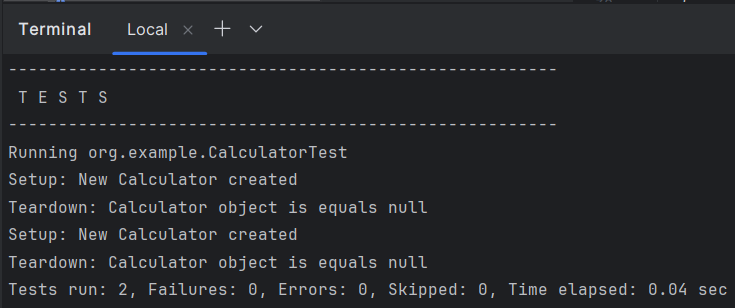 Terminal Local
-------------------------------------------------------
T E S T S
-------------------------------------------------------
Running org.example.CalculatorTest
Setup: New Calculator created
Teardown: Calculator object is equals null
Setup: New Calculator created
Teardown: Calculator object is equals null
Tests run: 2, Failures: 0, Errors: 0, Skipped: 0, Time elapsed: 0.04 sec